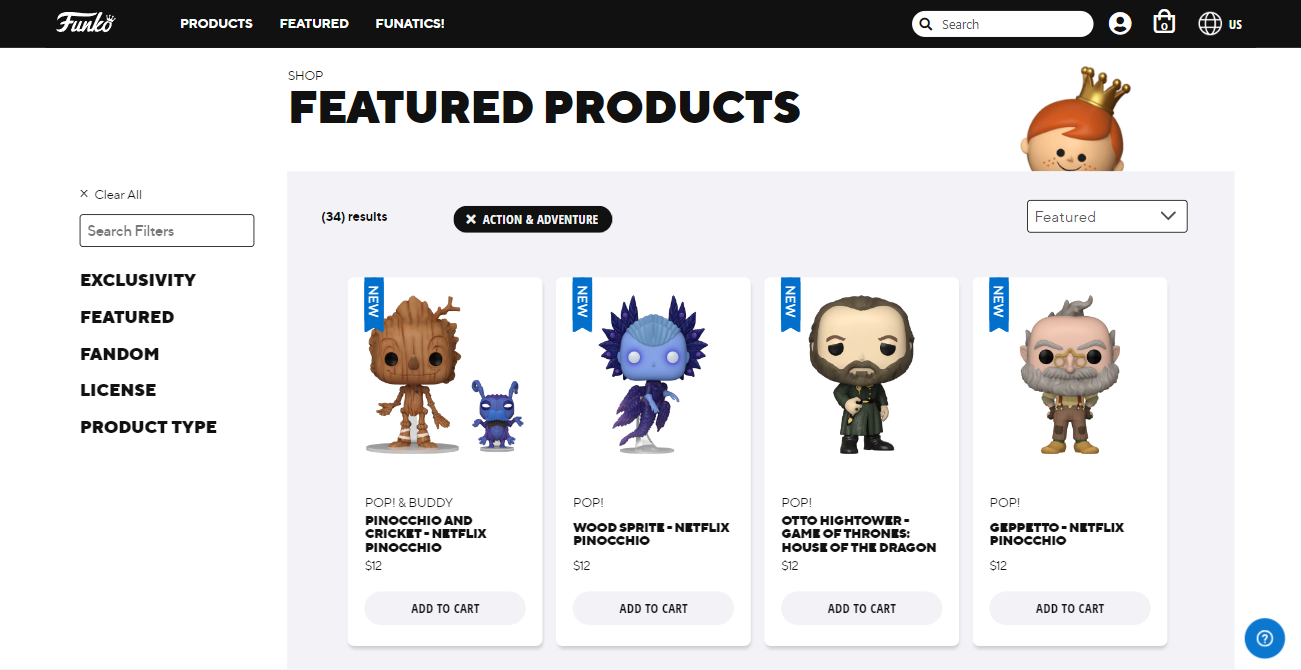 Funko
PRODUCTS
FEATURED
FUNATICS!
Search
0
US
SHOP
FEATURED PRODUCTS
Clear All
Search Filters
EXCLUSIVITY
FEATURED
FANDOM
LICENSE
PRODUCT TYPE
(34) results
ACTION & ADVENTURE
Featured
NEW
POP! & BUDDY
PINOCCHIO AND
CRICKET - NETFLIX
PINOCCHIO
$12
ADD TO CART
NEW
POP!
WOOD SPRITE - NETFLIX
PINOCCHIO
$12
ADD TO CART
NEW
POP!
OTTO HIGHTOWER -
GAME OF THRONES:
HOUSE OF THE DRAGON
$12
ADD TO CART
NEW
POP!
GEPPETTO - NETFLIX
PINOCCHIO
$12
ADD TO CART
?